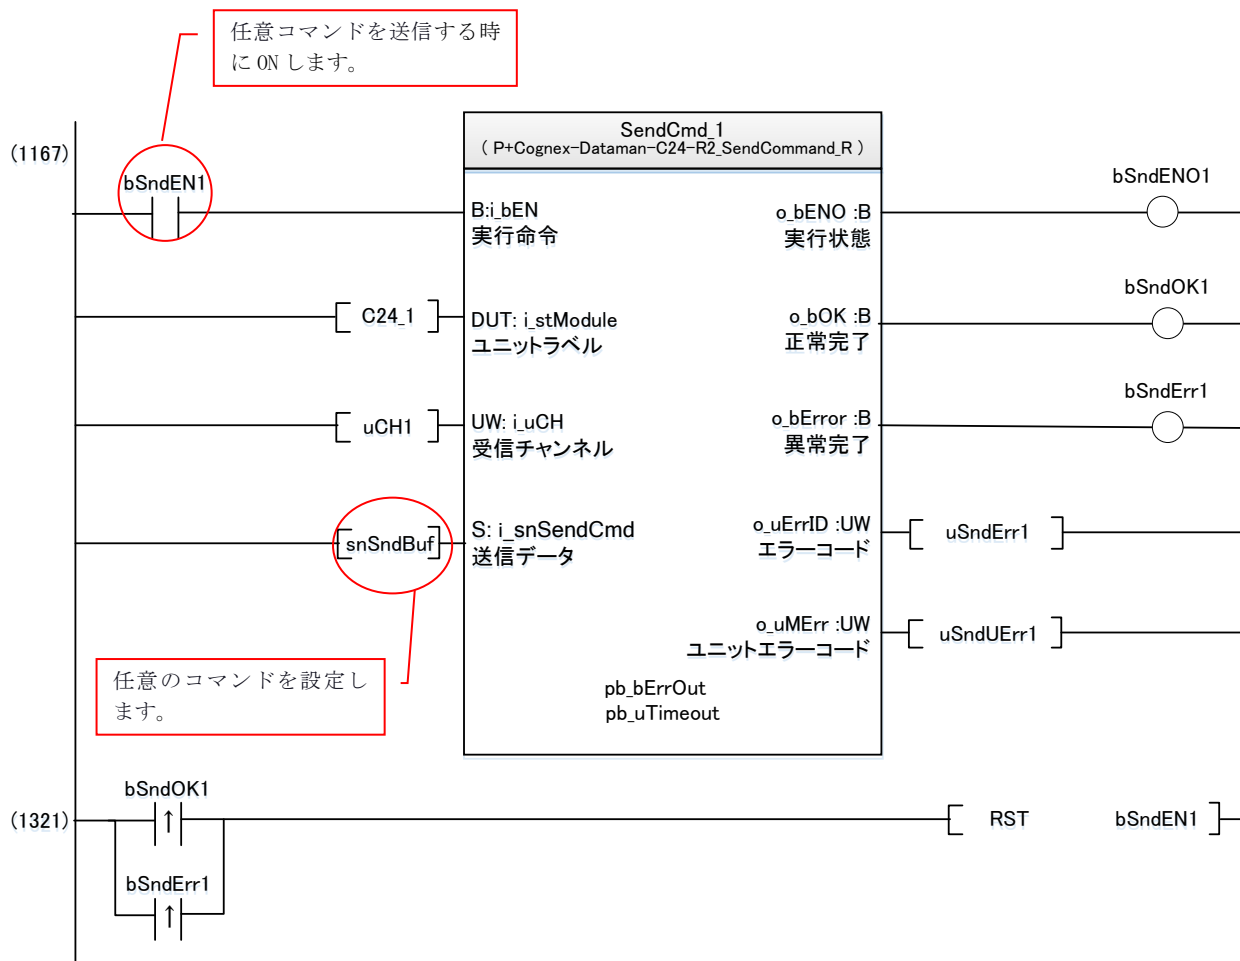 任意コマンドを送信する時
に ON します。
SendCmd_1
( P+Cognex-Dataman-C24-R2_SendCommand_R )
(1167)
bSndEN1
bSndENO1
B:i_bEN
実行命令
o_bENO :B
実行状態
bSndOK1
C24_1
DUT: i_stModule
ユニットラベル
o_bOK :B
正常完了
bSndErr1
uCH1
UW: i_uCH
受信チャンネル
o_bError :B
異常完了
snSndBuf
S: i_snSendCmd
送信データ
o_uErrID :UW
エラーコード
uSndErr1
o_uMErr :UW
ユニットエラーコード
uSndUErr1
任意のコマンドを設定し
ます。
pb_bErrOut
pb_uTimeout
bSndOK1
(1321)
↑
RST bSndEN1
bSndErr1
↑